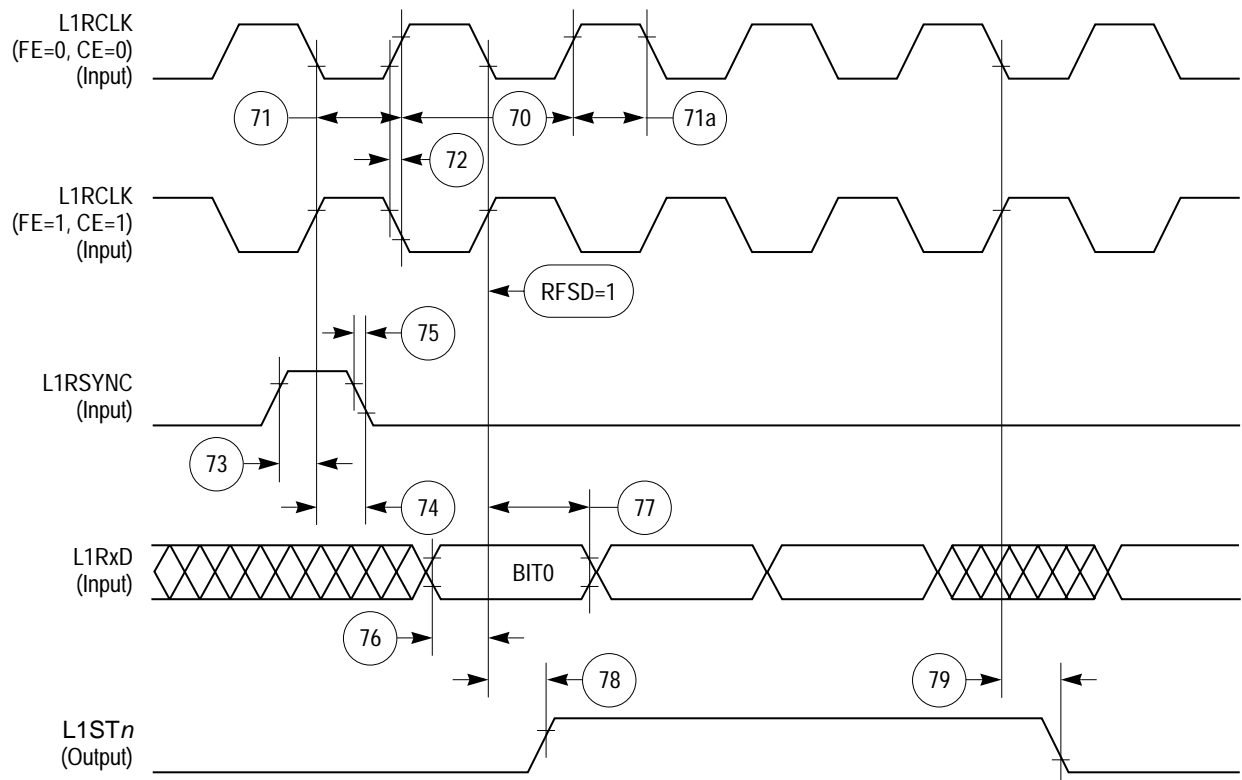 L1RCLK
(FE=0, CE=0)
(Input)
71
70
71a
72
L1RCLK
(FE=1, CE=1)
(Input)
RFSD=1
75
L1RSYNC
(Input)
73
74
77
L1RxD
(Input)
BIT0
76
78
79
L1STn
(Output)